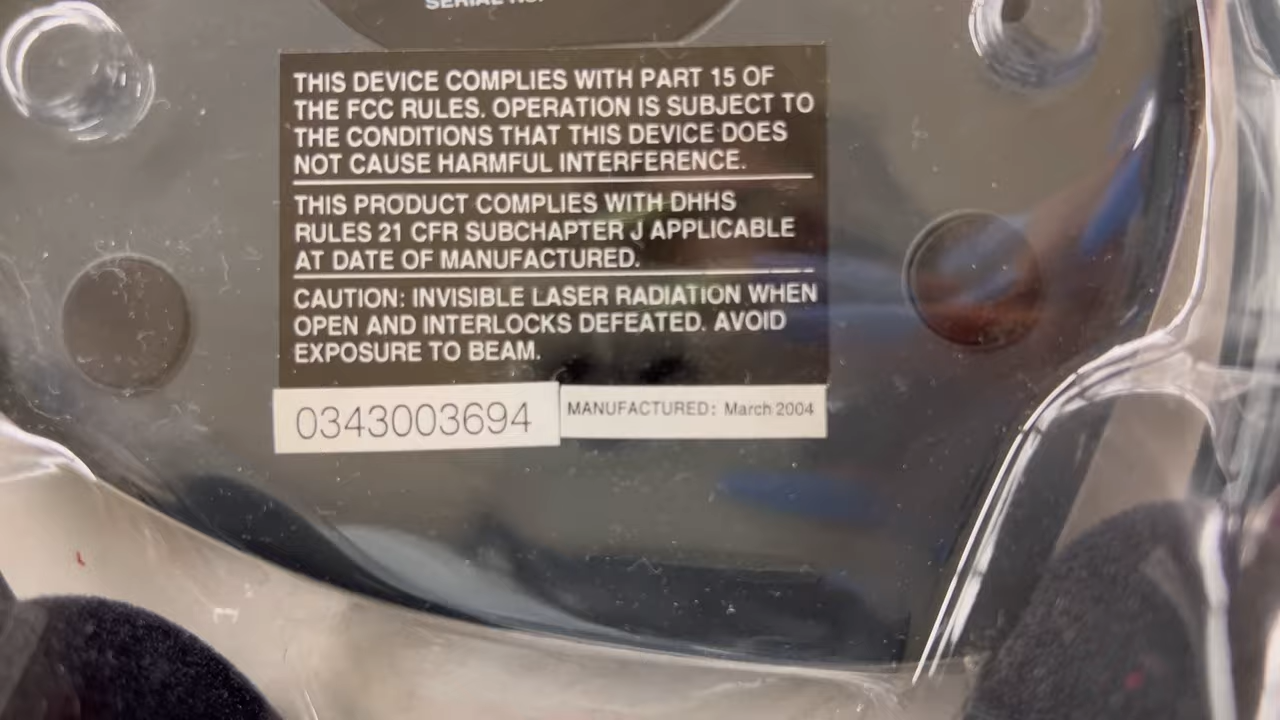 SERIAL NO.
THIS DEVICE COMPLIES WITH PART 15 OF
THE FCC RULES. OPERATION IS SUBJECT TO
THE CONDITIONS THAT THIS DEVICE DOES
NOT CAUSE HARMFUL INTERFERENCE.
THIS PRODUCT COMPLIES WITH DHHS
RULES 21 CFR SUBCHAPTER J APPLICABLE
AT DATE OF MANUFACTURED.
CAUTION: INVISIBLE LASER RADIATION WHEN
OPEN AND INTERLOCKS DEFEATED. AVOID
EXPOSURE TO BEAM.
0343003694
MANUFACTURED: March 2004